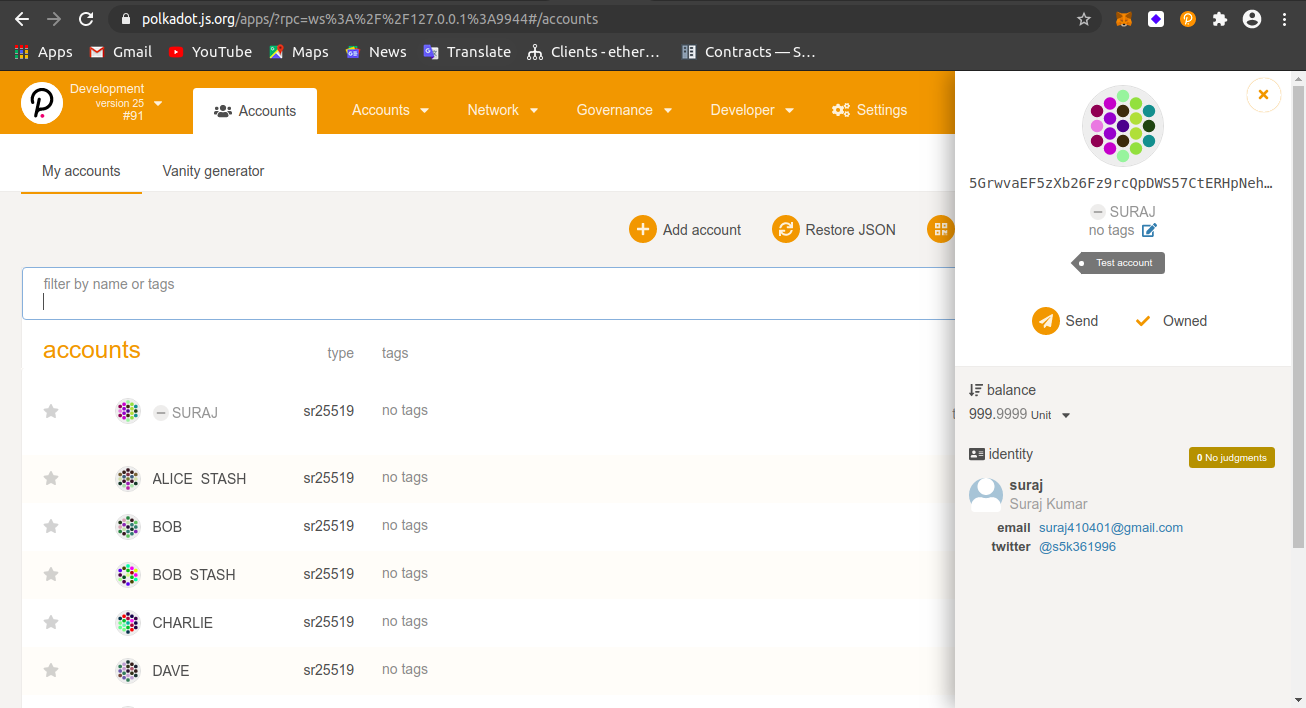 polkadot.js.org/apps/?rpc=ws%3A%2F%2F127.0.0.1%3A9944#/accounts
Apps Gmail YouTube Maps News Translate Clients - ether… Contracts — S…
Development
version 25
#91
Accounts Accounts Network Governance Developer Settings
My accounts Vanity generator
Add account Restore JSON
filter by name or tags
accounts type tags
SURAJ sr25519 no tags
ALICE STASH sr25519 no tags
BOB sr25519 no tags
BOB STASH sr25519 no tags
CHARLIE sr25519 no tags
DAVE sr25519 no tags
5GrwvaEF5zXb26Fz9rcQpDWS57CtERHpNeh…
SURAJ
no tags
Test account
Send Owned
balance
999.9999 Unit
identity 0 No judgments
suraj
Suraj Kumar
email suraj410401@gmail.com
twitter @s5k361996